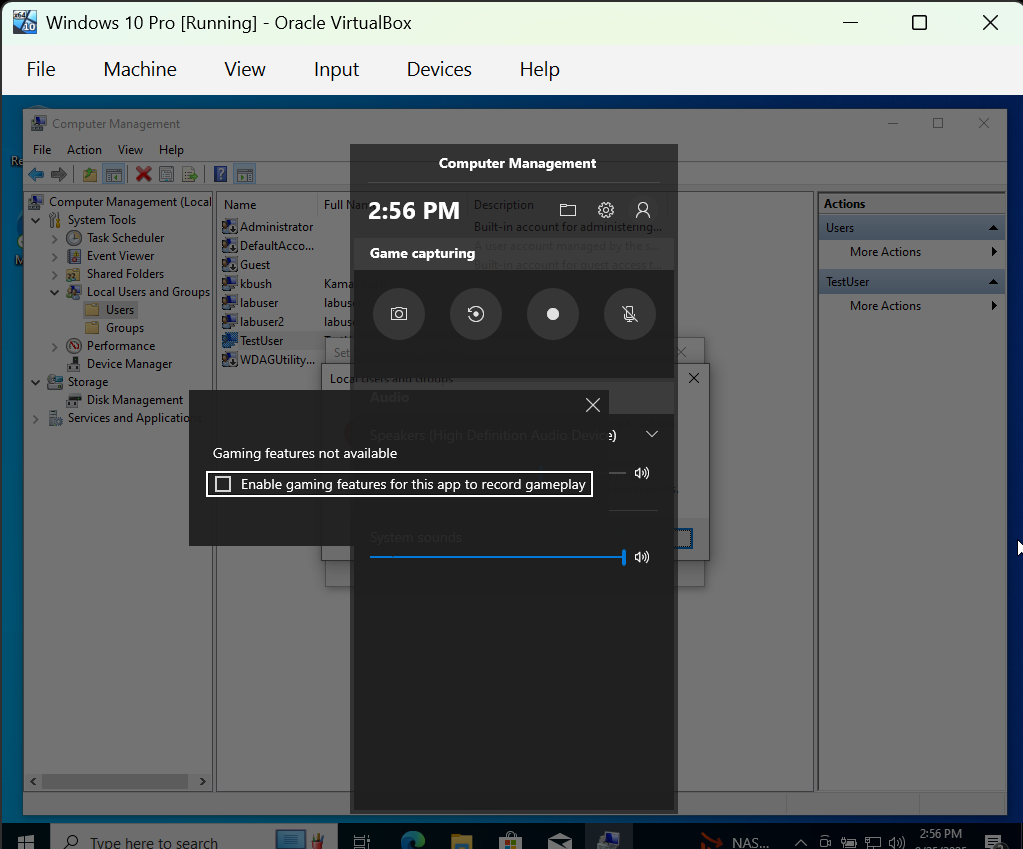 Windows 10 Pro [Running] - Oracle VirtualBox
File Machine View Input Devices Help
Computer Management
File Action View Help
Computer Management (Local
System Tools
Task Scheduler
Event Viewer
Shared Folders
Local Users and Groups
Users
Groups
Performance
Device Manager
Storage
Disk Management
Services and Applications
Name Full Name Description
Administrator Built-in account for administering...
DefaultAcco... A user account managed by the s...
Guest Built-in account for guest access t...
kbush Kama
labuser labuse
labuser2 labuse
TestUser
WDAGUtility...
Actions
Users
More Actions
TestUser
More Actions
Computer Management
2:56 PM
Game capturing
Set
Local Users and Groups
Audio
Speakers (High Definition Audio Device)
System sounds
Gaming features not available
Enable gaming features for this app to record gameplay
Type here to search
NAS...
2:56 PM